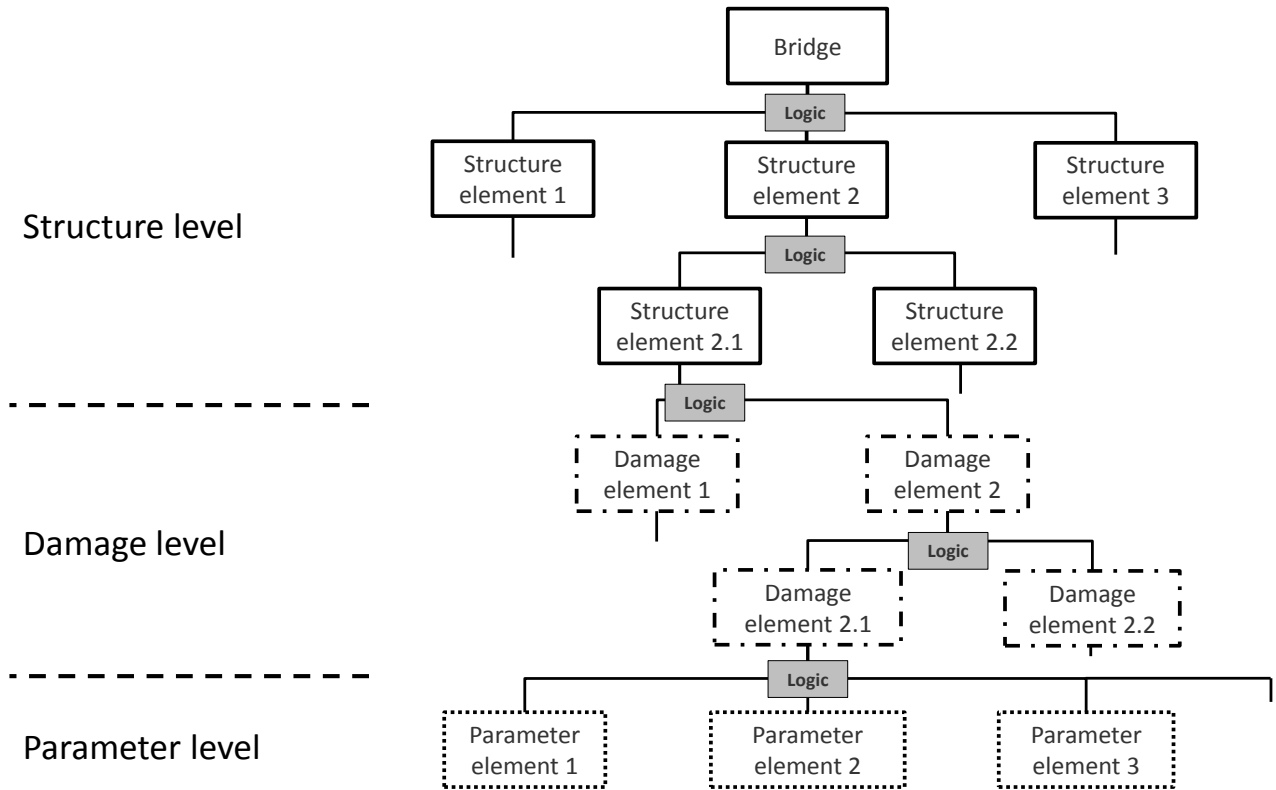 Bridge
Logic
Structure
element 1
Structure
element 2
Structure
element 3
Structure level
Logic
Structure
element 2.1
Structure
element 2.2
Logic
Damage
element 1
Damage
element 2
Damage level
Logic
Damage
element 2.1
Damage
element 2.2
Logic
Parameter level
Parameter
element 1
Parameter
element 2
Parameter
element 3